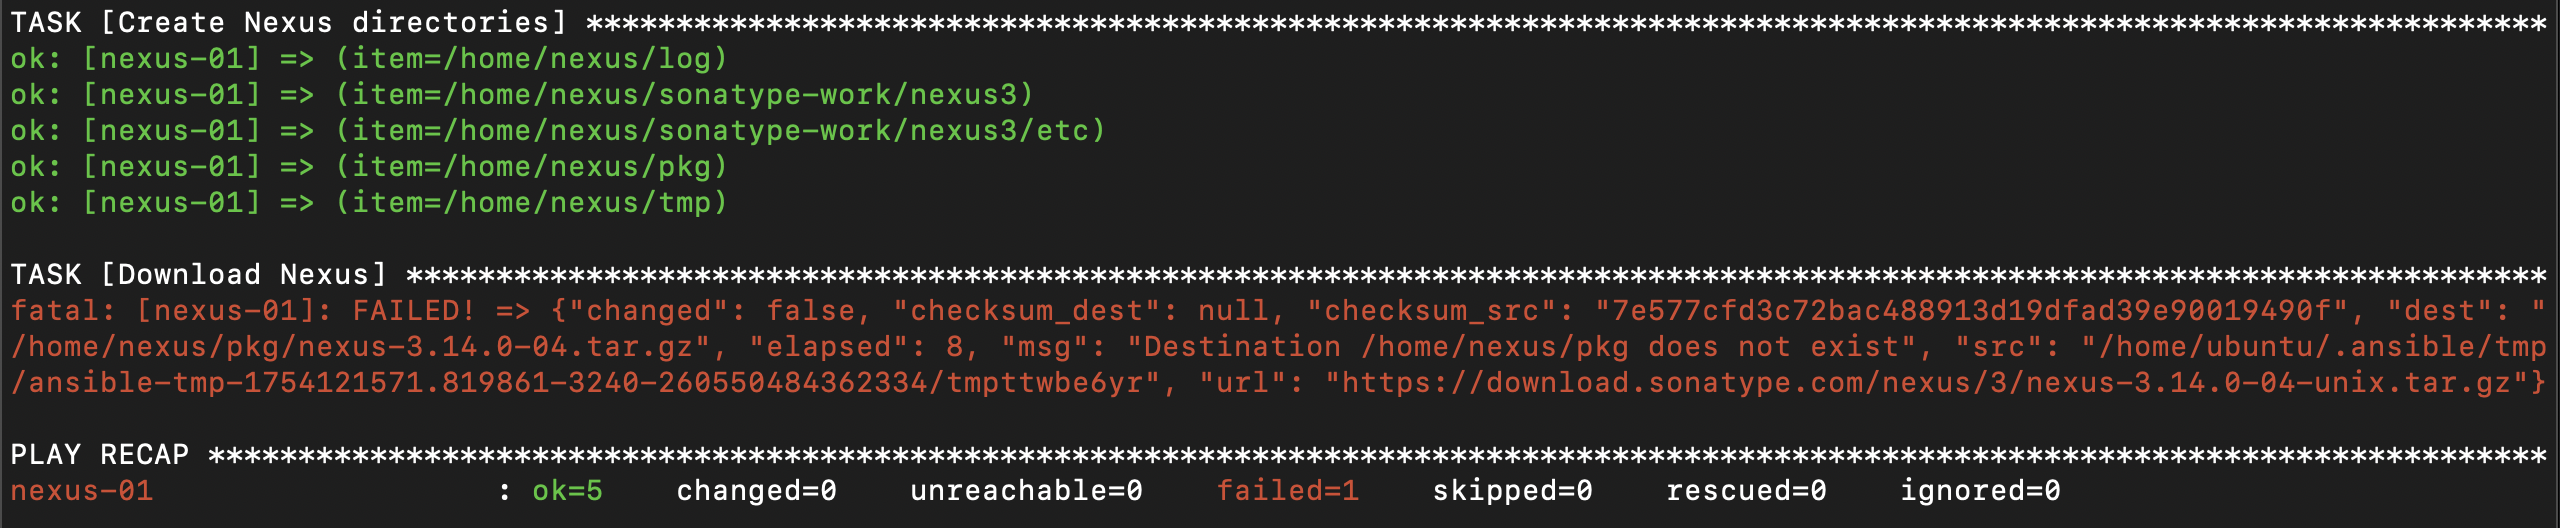 TASK [Create Nexus directories] *************************************************************************************************************
ok: [nexus-01] => (item=/home/nexus/log)
ok: [nexus-01] => (item=/home/nexus/sonatype-work/nexus3)
ok: [nexus-01] => (item=/home/nexus/sonatype-work/nexus3/etc)
ok: [nexus-01] => (item=/home/nexus/pkg)
ok: [nexus-01] => (item=/home/nexus/tmp)
TASK [Download Nexus] ***********************************************************************************************************************
fatal: [nexus-01]: FAILED! => {"changed": false, "checksum_dest": null, "checksum_src": "7e577cfd3c72bac488913d19dfad39e90019490f", "dest": "
/home/nexus/pkg/nexus-3.14.0-04.tar.gz", "elapsed": 8, "msg": "Destination /home/nexus/pkg does not exist", "src": "/home/ubuntu/.ansible/tmp
/ansible-tmp-1754121571.819861-3240-260550484362334/tmpttwbe6yr", "url": "https://download.sonatype.com/nexus/3/nexus-3.14.0-04-unix.tar.gz"}
PLAY RECAP **********************************************************************************************************************************
nexus-01                   : ok=5    changed=0    unreachable=0    failed=1    skipped=0    rescued=0    ignored=0